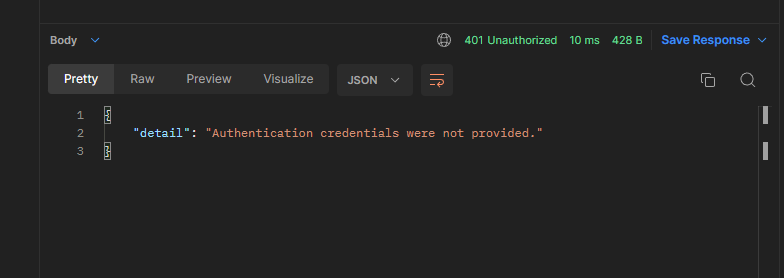 Body 401 Unauthorized 10 ms 428 B Save Response
Pretty Raw Preview Visualize JSON
1 {
2 "detail": "Authentication credentials were not provided."
3 }